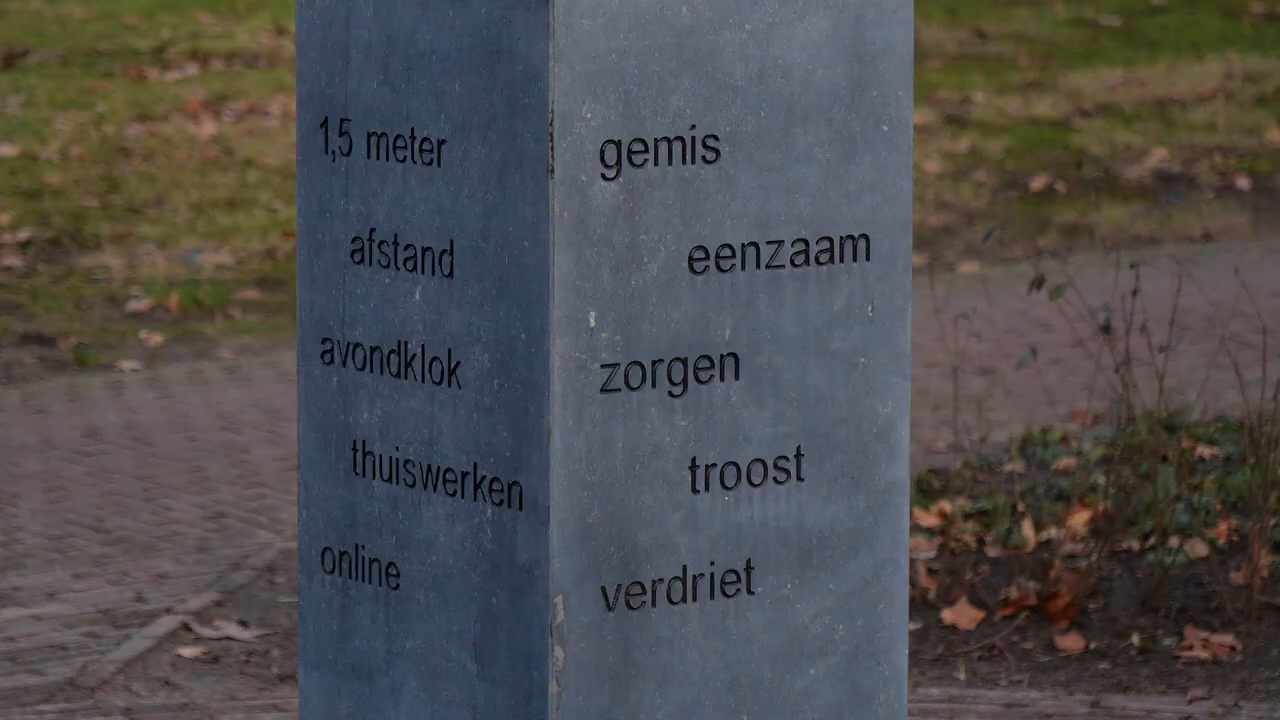 1,5 meter
afstand
avondklok
thuiswerken
online
gemis
eenzaam
zorgen
troost
verdriet